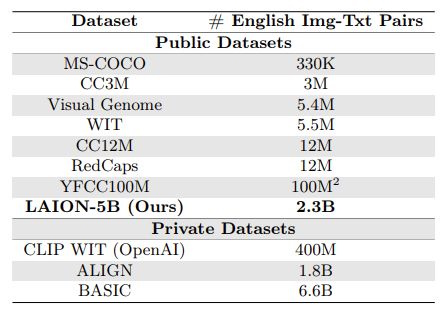 Dataset # English Img-Txt Pairs
Public Datasets
MS-COCO 330K
CC3M 3M
Visual Genome 5.4M
WIT 5.5M
CC12M 12M
RedCaps 12M
YFCC100M 100M²
LAION-5B (Ours) 2.3B
Private Datasets
CLIP WIT (OpenAI) 400M
ALIGN 1.8B
BASIC 6.6B